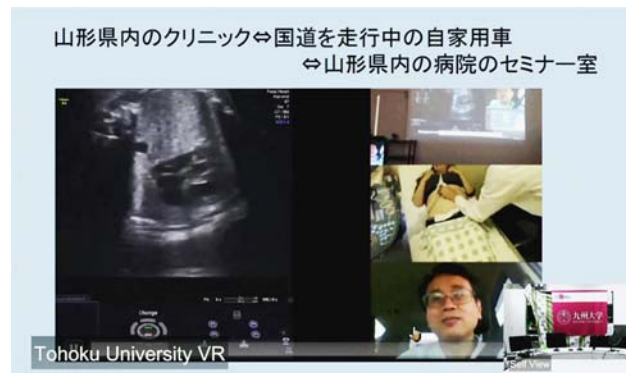 山形県内のクリニック⇔国道を走行中の自家用車
⇔山形県内の病院のセミナー室
Change
Tohoku University VR
九州大学
Self View